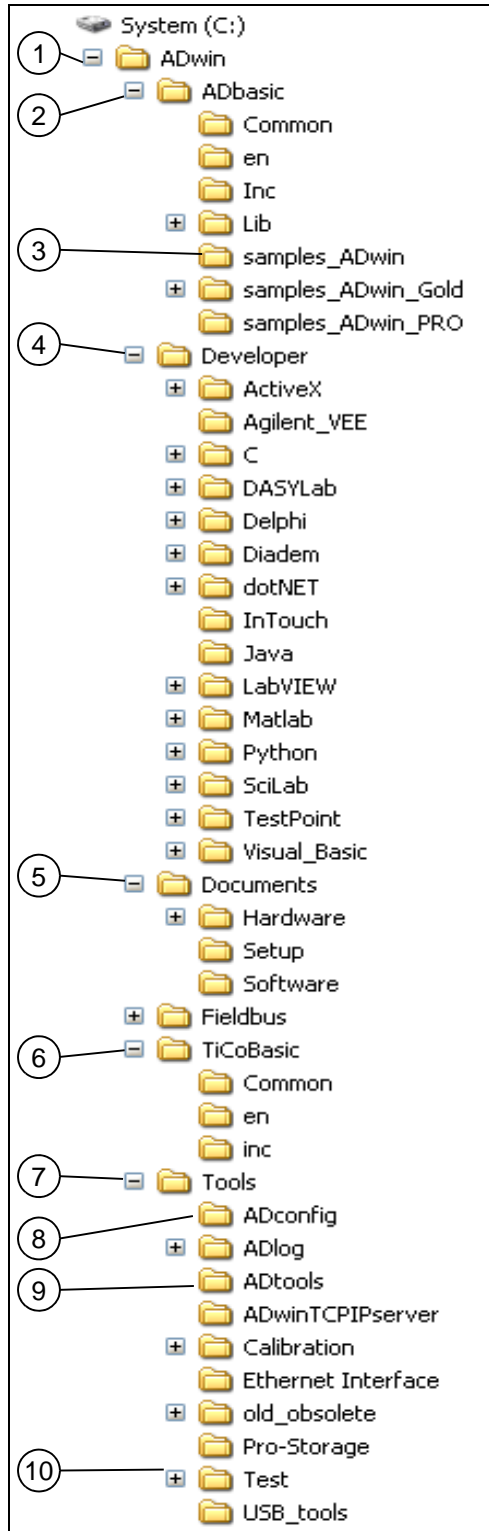 System (C:)
1 ADwin
2 ADbasic
Common
en
Inc
Lib
3 samples_ADwin
samples_ADwin_Gold
samples_ADwin_PRO
4 Developer
ActiveX
Agilent_VEE
C
DASYLab
Delphi
Diadem
dotNET
InTouch
Java
LabVIEW
Matlab
Python
SciLab
TestPoint
Visual_Basic
5 Documents
Hardware
Setup
Software
Fieldbus
6 TiCoBasic
Common
en
inc
7 Tools
8 ADconfig
ADlog
9 ADtools
ADwinTCPIPserver
Calibration
Ethernet Interface
old_obsolete
Pro-Storage
10 Test
USB_tools